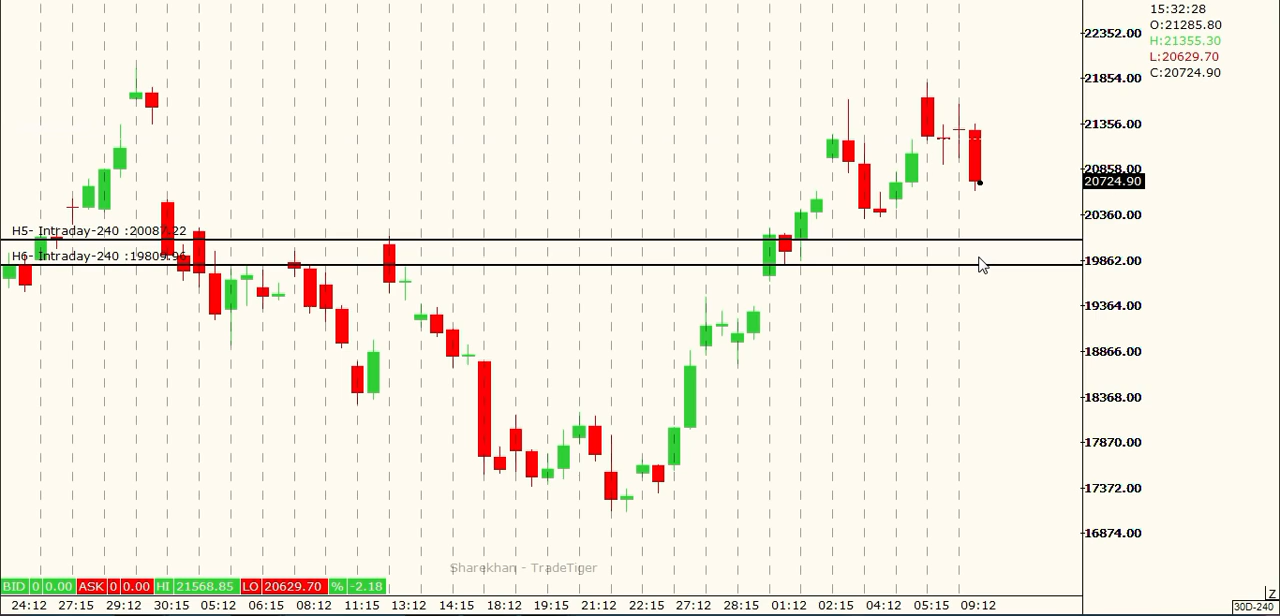 15:32:28
O:21285.80
H:21355.30
L:20629.70
C:20724.90
22352.00
21854.00
21356.00
20858.00
20724.90
20360.00
19862.00
19364.00
18866.00
18368.00
17870.00
17372.00
16874.00
H5- Intraday-240 :20087.22
H6- Intraday-240 :19809.96
Sharekhan - TradeTiger
BID 0 0.00 ASK 0 0.00 HI 21568.85 LO 20629.70 % -2.18
24:12 27:15 29:12 30:15 05:12 06:15 08:12 11:15 13:12 14:15 18:12 19:15 21:12 22:15 27:12 28:15 01:12 02:15 04:12 05:15 09:12
Z
30D-240